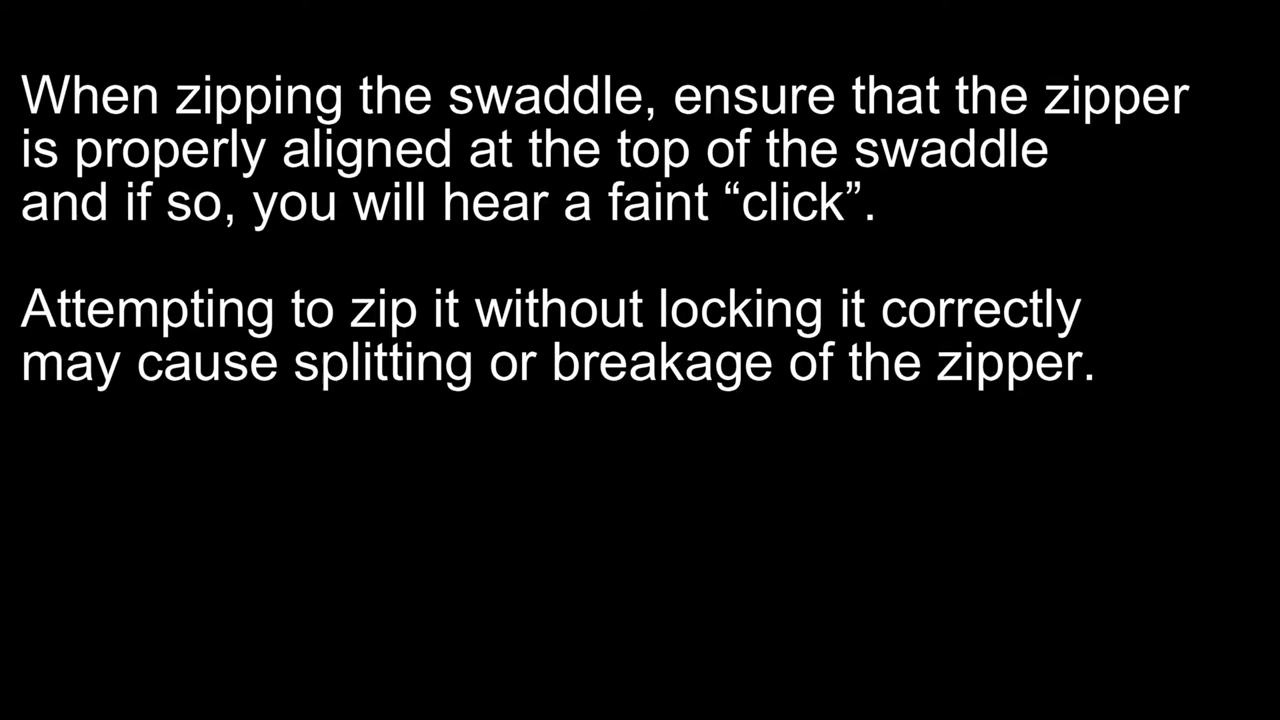 When zipping the swaddle, ensure that the zipper
is properly aligned at the top of the swaddle
and if so, you will hear a faint “click”.
Attempting to zip it without locking it correctly
may cause splitting or breakage of the zipper.